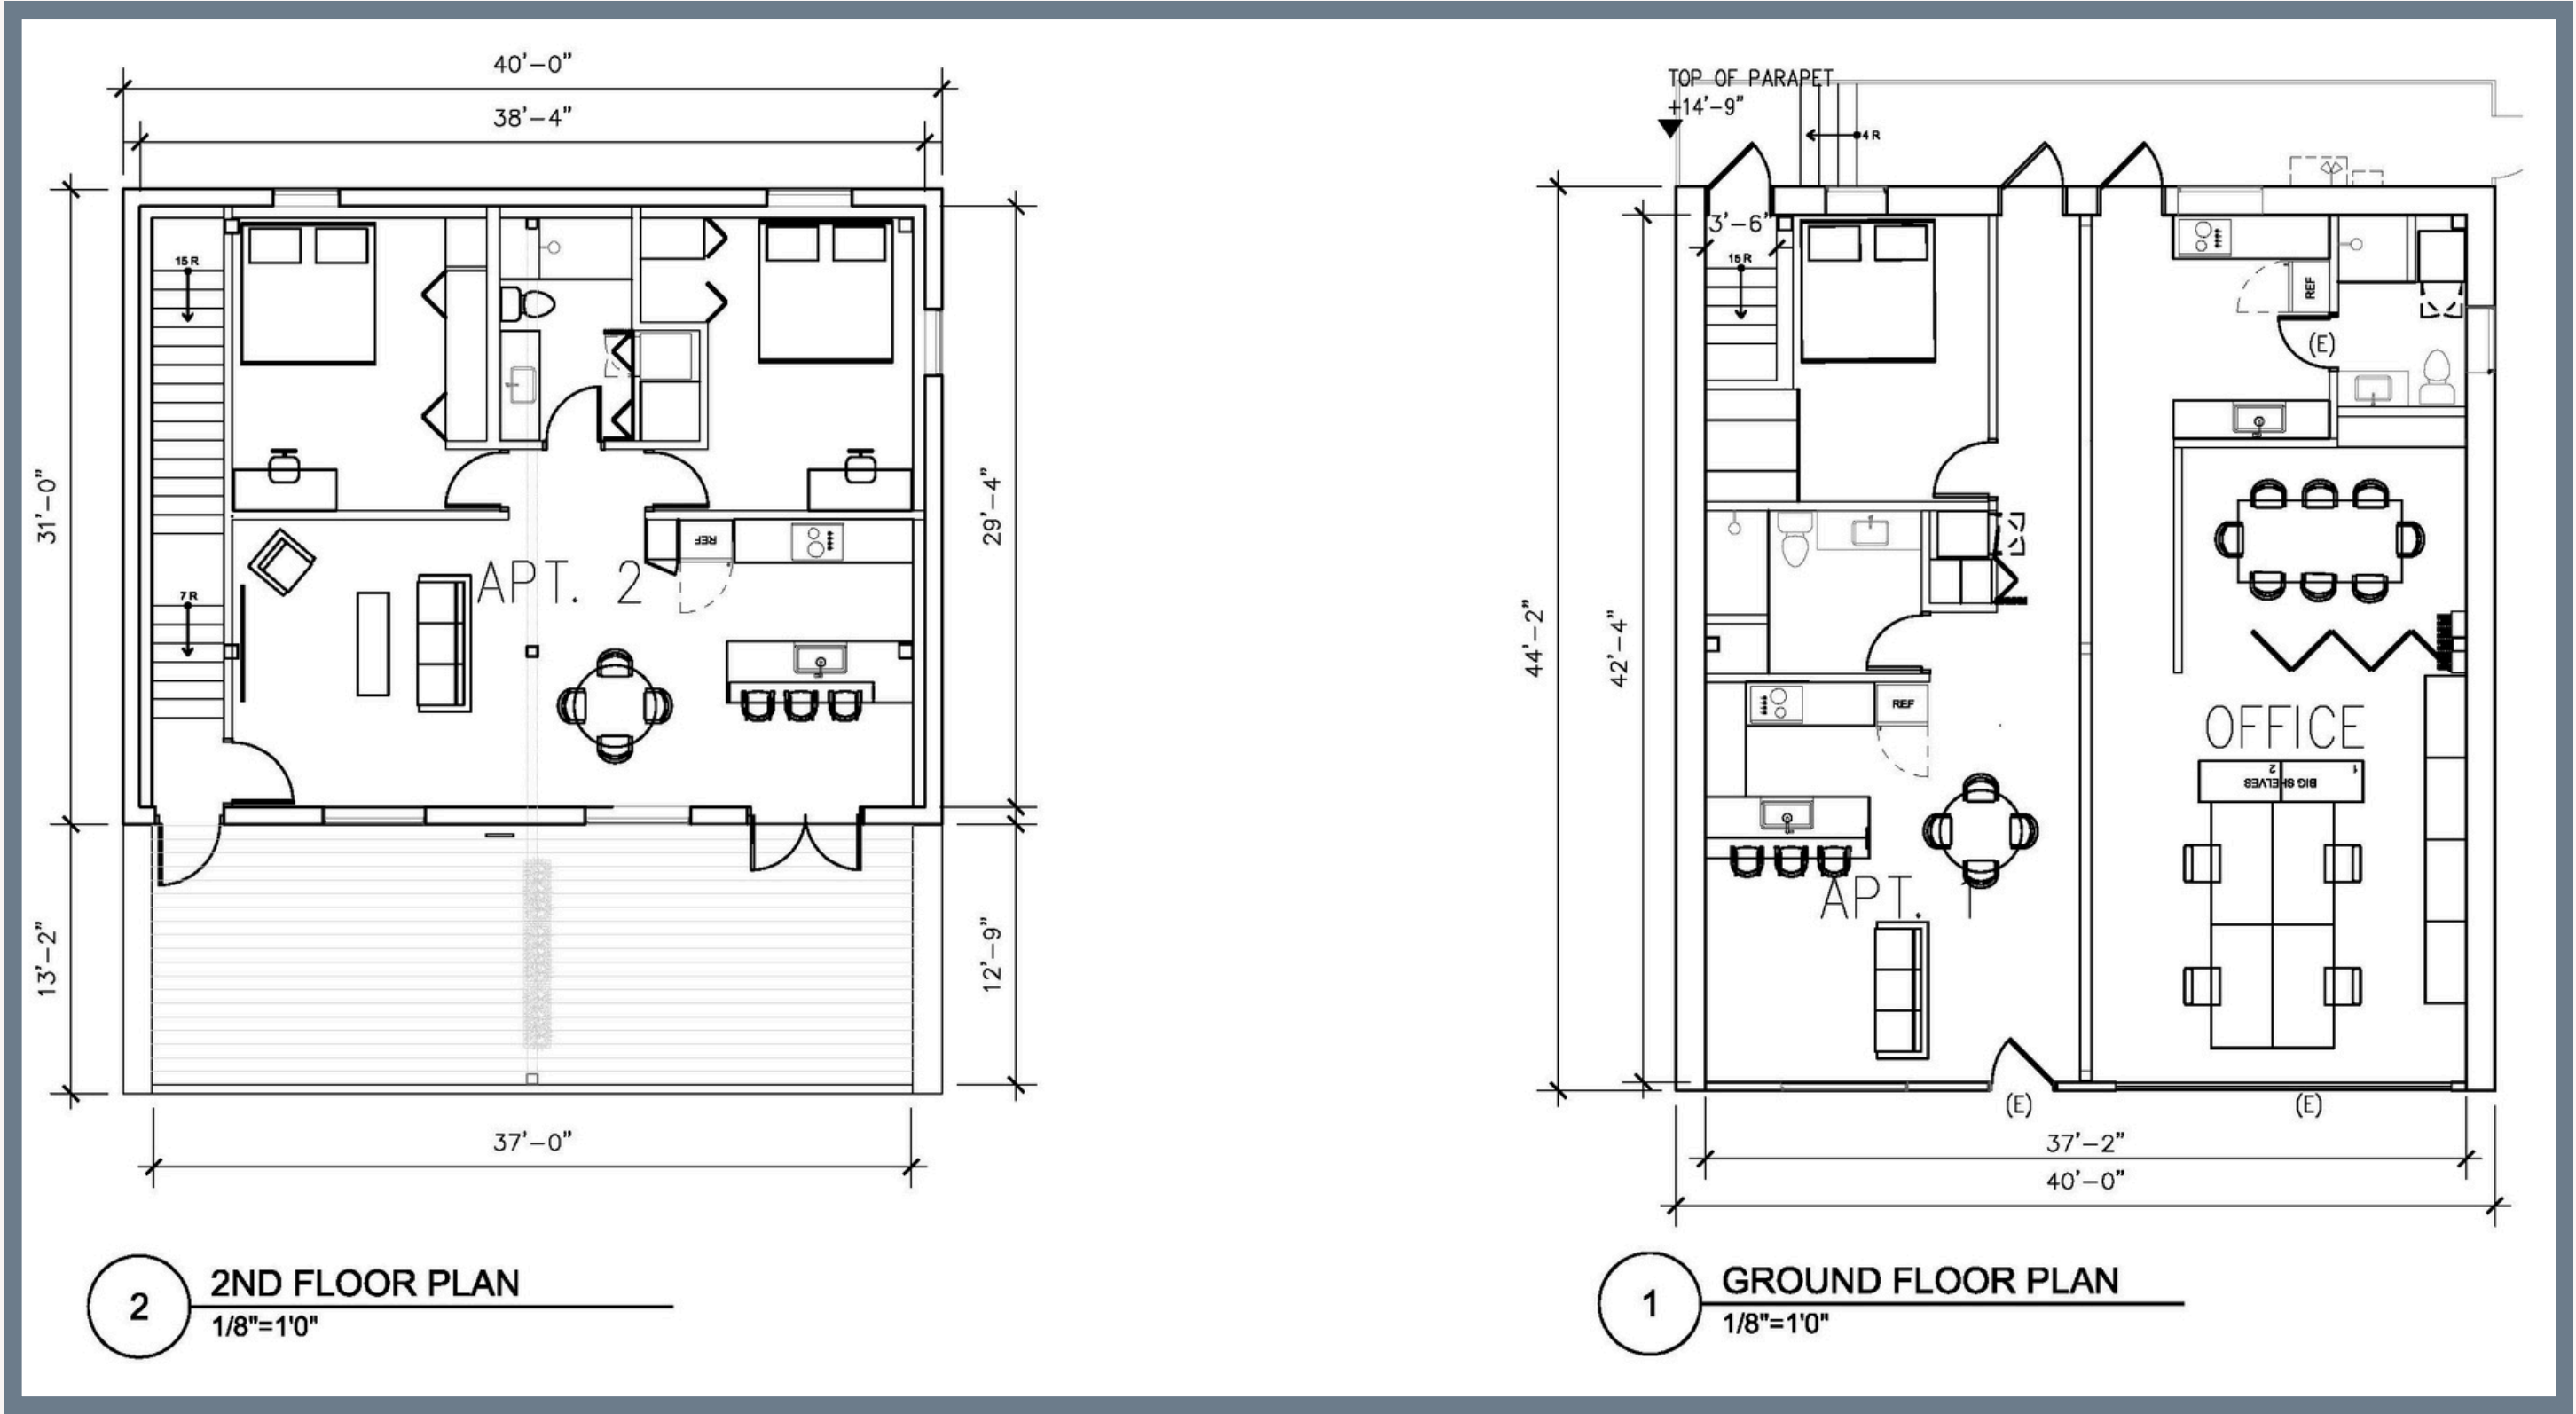 40'-0"
38'-4"
15 R
31'-0"
29'-4"
REF
APT. 2
7 R
13'-2"
12'-9"
37'-0"
2
2ND FLOOR PLAN
1/8"=1'0"
TOP OF PARAPET
+14'-9"
4 R
3'-6"
15 R
REF
(E)
44'-2"
42'-4"
REF
OFFICE
2
1
BIG SHELVES
APT. 1
(E)
(E)
37'-2"
40'-0"
1
GROUND FLOOR PLAN
1/8"=1'0"